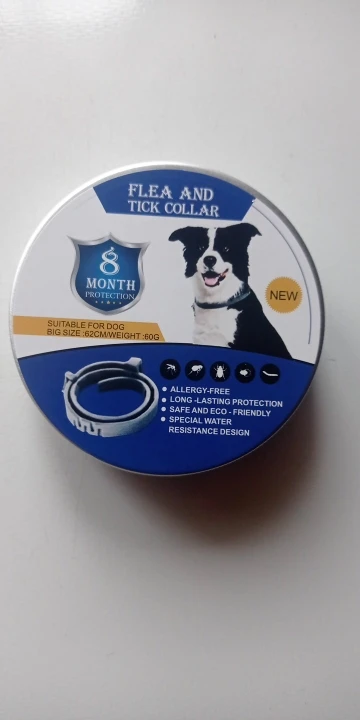 FLEA AND
TICK COLLAR
8
MONTH
PROTECTION
NEW
SUITABLE FOR DOG
BIG SIZE :62CM/WEIGHT :60G
ALLERGY-FREE
LONG -LASTING PROTECTION
SAFE AND ECO - FRIENDLY
SPECIAL WATER
RESISTANCE DESIGN